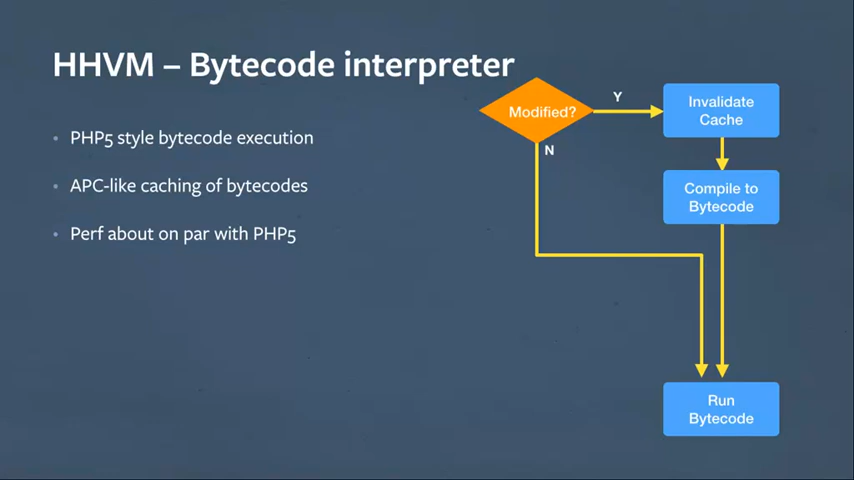 HHVM – Bytecode interpreter
• PHP5 style bytecode execution
• APC-like caching of bytecodes
• Perf about on par with PHP5
Modified?
Y
N
Invalidate
Cache
Compile to
Bytecode
Run
Bytecode